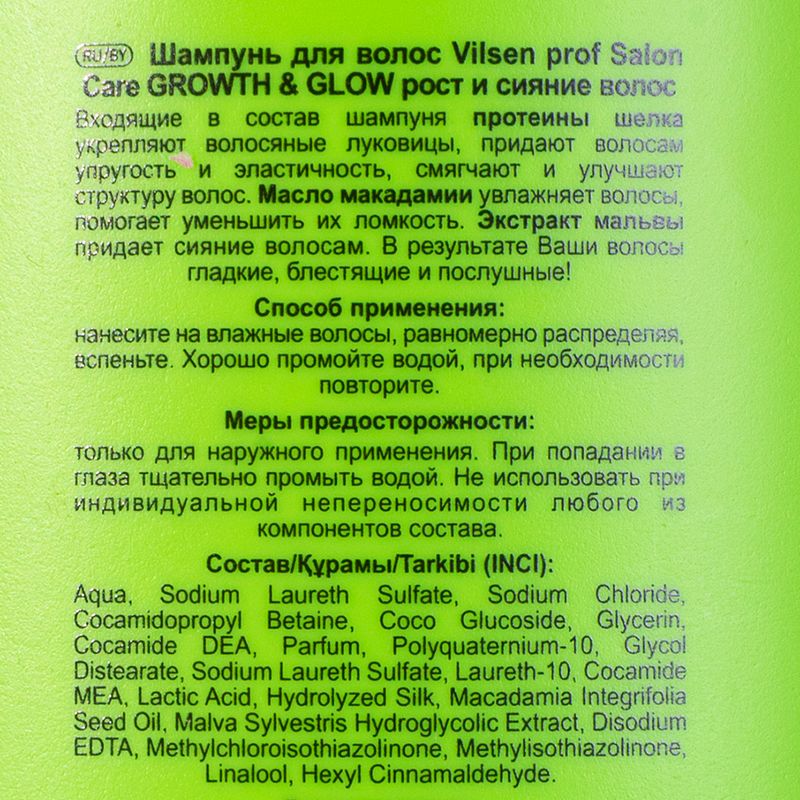 RU/BY Шампунь для волос Vilsen prof Salon
Care GROWTH & GLOW рост и сияние волос
Входящие в состав шампуня протеины шелка
укрепляют волосяные луковицы, придают волосам
упругость и эластичность, смягчают и улучшают
структуру волос. Масло макадамии увлажняет волосы,
помогает уменьшить их ломкость. Экстракт мальвы
придает сияние волосам. В результате Ваши волосы
гладкие, блестящие и послушные!
Способ применения:
нанесите на влажные волосы, равномерно распределяя,
вспеньте. Хорошо промойте водой, при необходимости
повторите.
Меры предосторожности:
только для наружного применения. При попадании в
глаза тщательно промыть водой. Не использовать при
индивидуальной непереносимости любого из
компонентов состава.
Состав/Құрамы/Tarkibi (INCI):
Aqua, Sodium Laureth Sulfate, Sodium Chloride,
Cocamidopropyl Betaine, Coco Glucoside, Glycerin,
Cocamide DEA, Parfum, Polyquaternium-10, Glycol
Distearate, Sodium Laureth Sulfate, Laureth-10, Cocamide
MEA, Lactic Acid, Hydrolyzed Silk, Macadamia Integrifolia
Seed Oil, Malva Sylvestris Hydroglycolic Extract, Disodium
EDTA, Methylchloroisothiazolinone, Methylisothiazolinone,
Linalool, Hexyl Cinnamaldehyde.